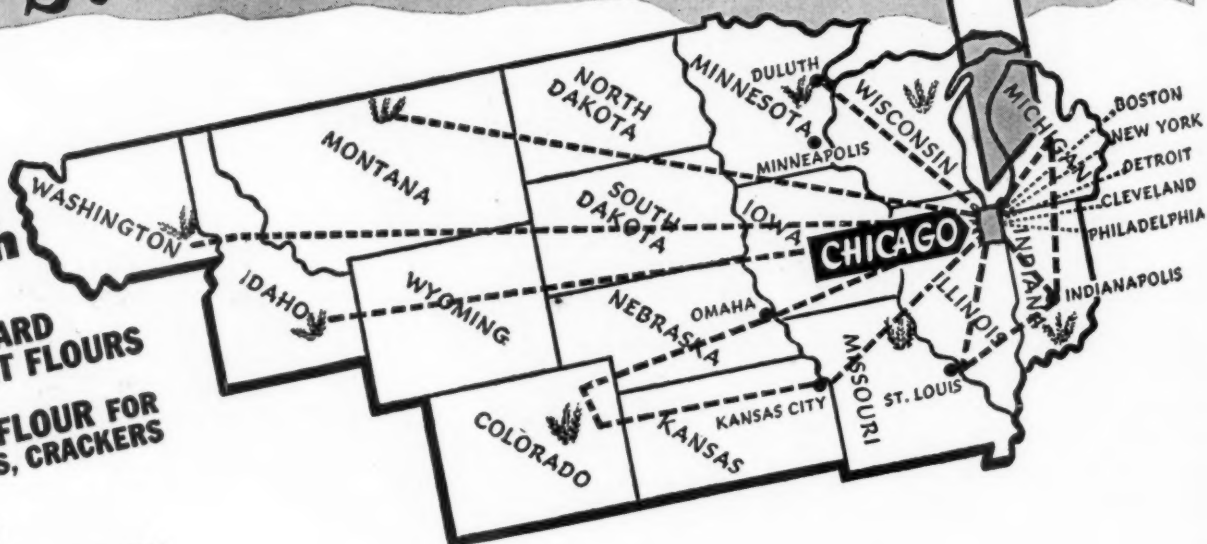 ARD
T FLOURS
FLOUR FOR
S, CRACKERS
WASHINGTON
MONTANA
NORTH
DAKOTA
MINNESOTA
DULUTH
MINNEAPOLIS
WISCONSIN
MICHIGAN
BOSTON
NEW YORK
DETROIT
CLEVELAND
PHILADELPHIA
SOUTH
DAKOTA
IOWA
CHICAGO
INDIANA
INDIANAPOLIS
IDAHO
WYOMING
NEBRASKA
OMAHA
ILLINOIS
MISSOURI
ST. LOUIS
KANSAS CITY
COLORADO
KANSAS